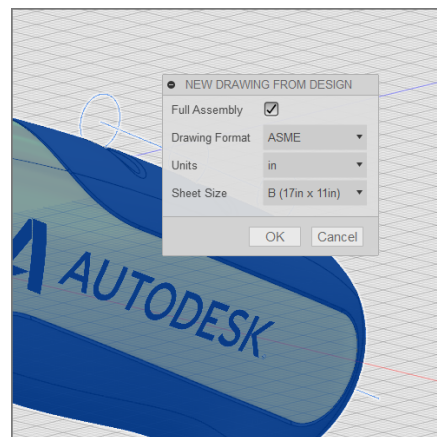 NEW DRAWING FROM DESIGN
Full Assembly
Drawing Format ASME
Units in
Sheet Size B (17in x 11in)
OK Cancel
A AUTODESK.